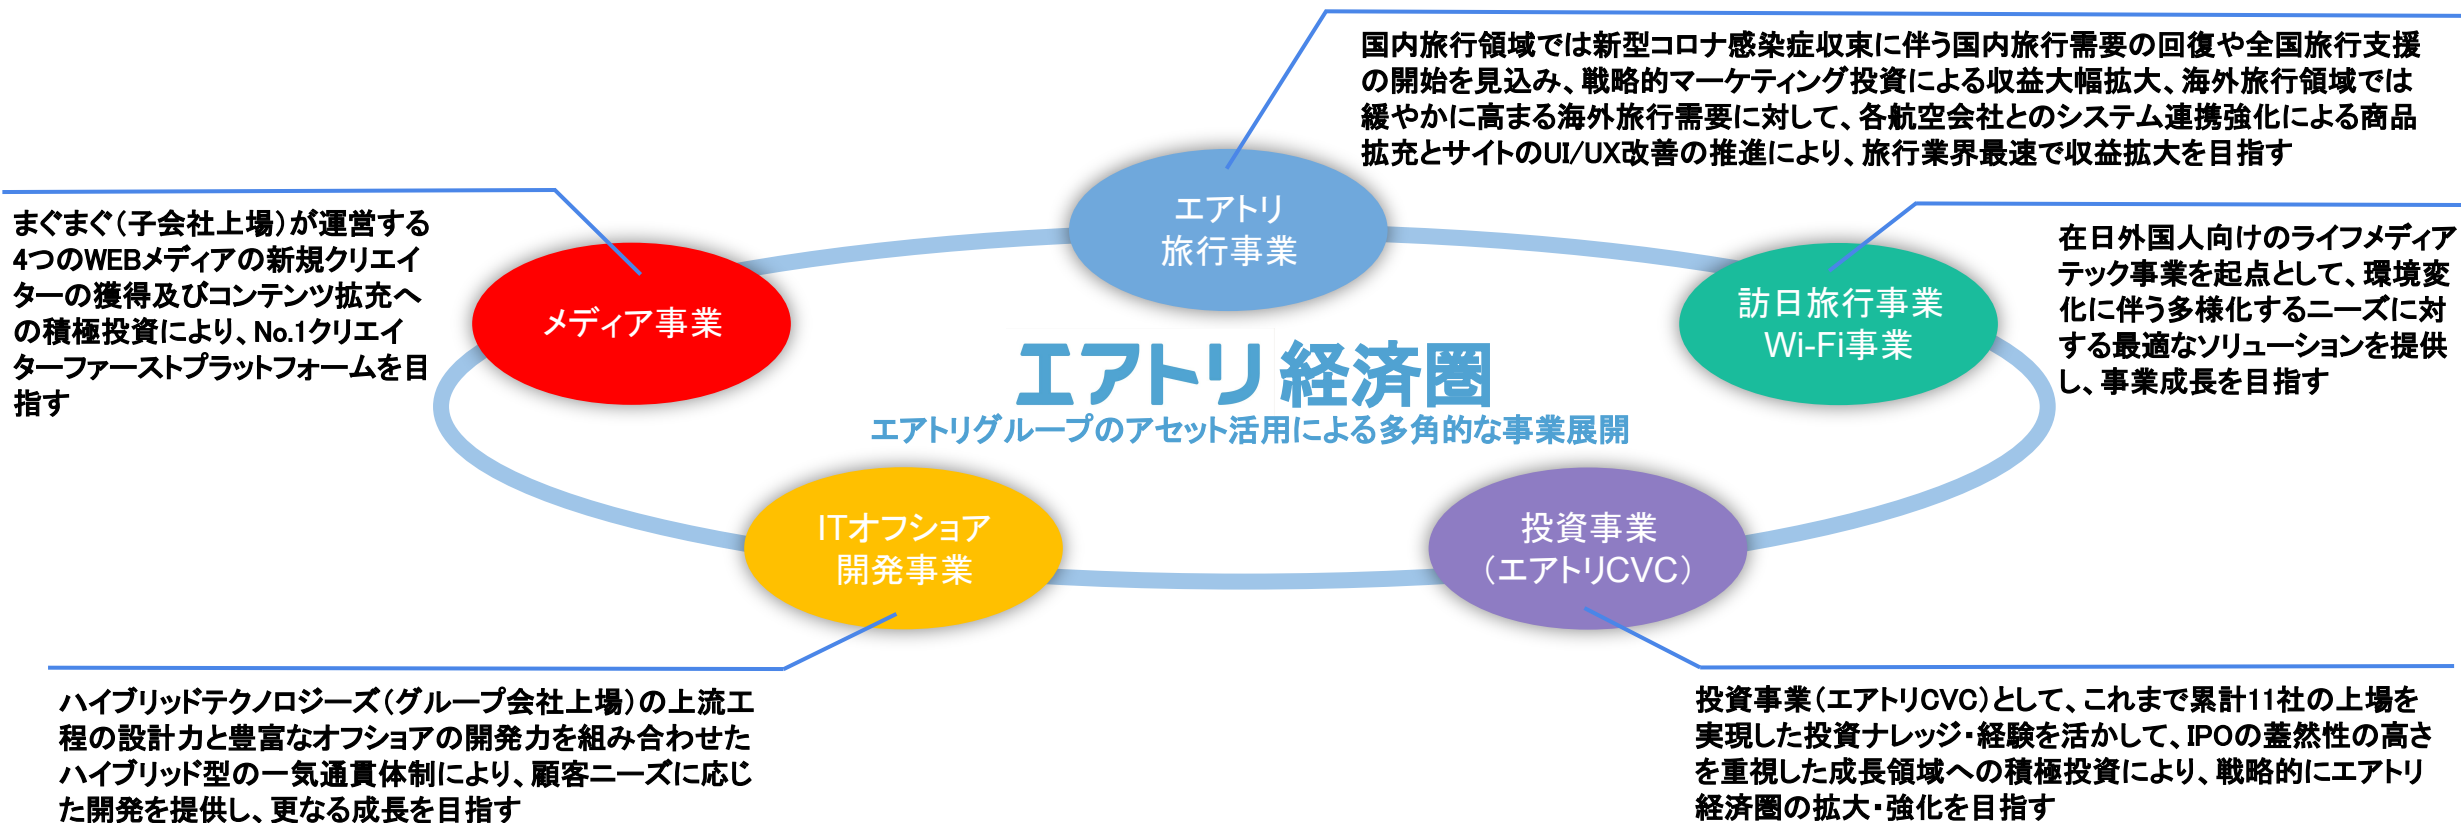 国内旅行領域では新型コロナ感染症収束に伴う国内旅行需要の回復や全国旅行支援
の開始を見込み、戦略的マーケティング投資による収益大幅拡大、海外旅行領域では
緩やかに高まる海外旅行需要に対して、各航空会社とのシステム連携強化による商品
拡充とサイトのUI/UX改善の推進により、旅行業界最速で収益拡大を目指す
エアトリ
旅行事業
まぐまぐ（子会社上場）が運営する
4つのWEBメディアの新規クリエイ
ターの獲得及びコンテンツ拡充へ
の積極投資により、No.1クリエイ
ターファーストプラットフォームを目
指す
メディア事業
訪日旅行事業
Wi-Fi事業
在日外国人向けのライフメディア
テック事業を起点として、環境変
化に伴う多様化するニーズに対
する最適なソリューションを提供
し、事業成長を目指す
エアトリ 経済圏
エアトリグループのアセット活用による多角的な事業展開
ITオフショア
開発事業
投資事業
（エアトリCVC）
ハイブリッドテクノロジーズ（グループ会社上場）の上流工
程の設計力と豊富なオフショアの開発力を組み合わせた
ハイブリッド型の一気通貫体制により、顧客ニーズに応じ
た開発を提供し、更なる成長を目指す
投資事業（エアトリCVC）として、これまで累計11社の上場を
実現した投資ナレッジ・経験を活かして、IPOの蓋然性の高さ
を重視した成長領域への積極投資により、戦略的にエアトリ
経済圏の拡大・強化を目指す